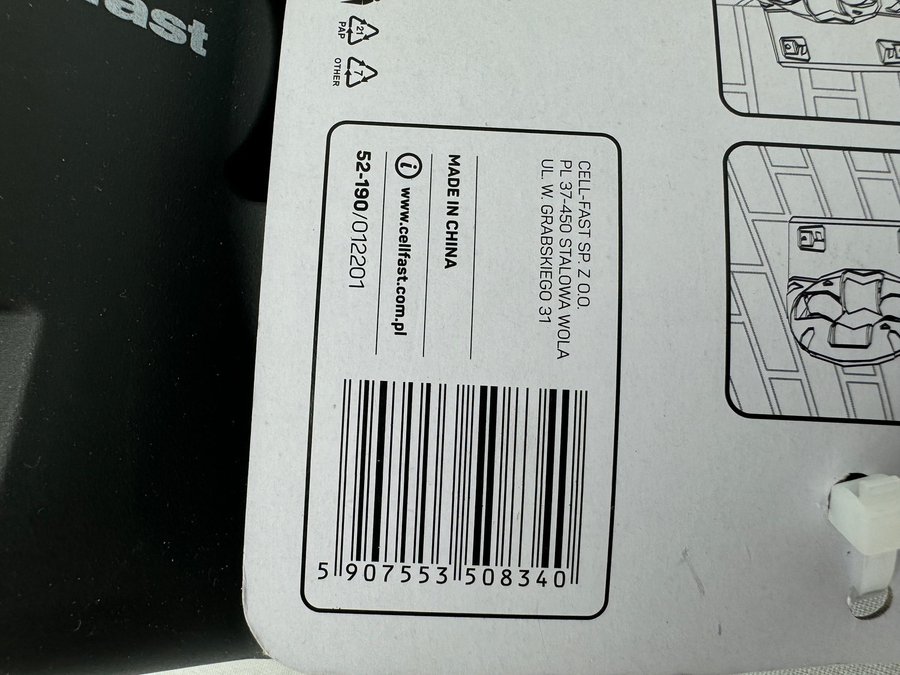 fast
21
PAP
7
OTHER
CELL-FAST SP. Z O.O.
PL 37-450 STALOWA WOLA
UL. W. GRABSKIEGO 31
MADE IN CHINA
i www.cellfast.com.pl
52-190/012201
5 907553 508340